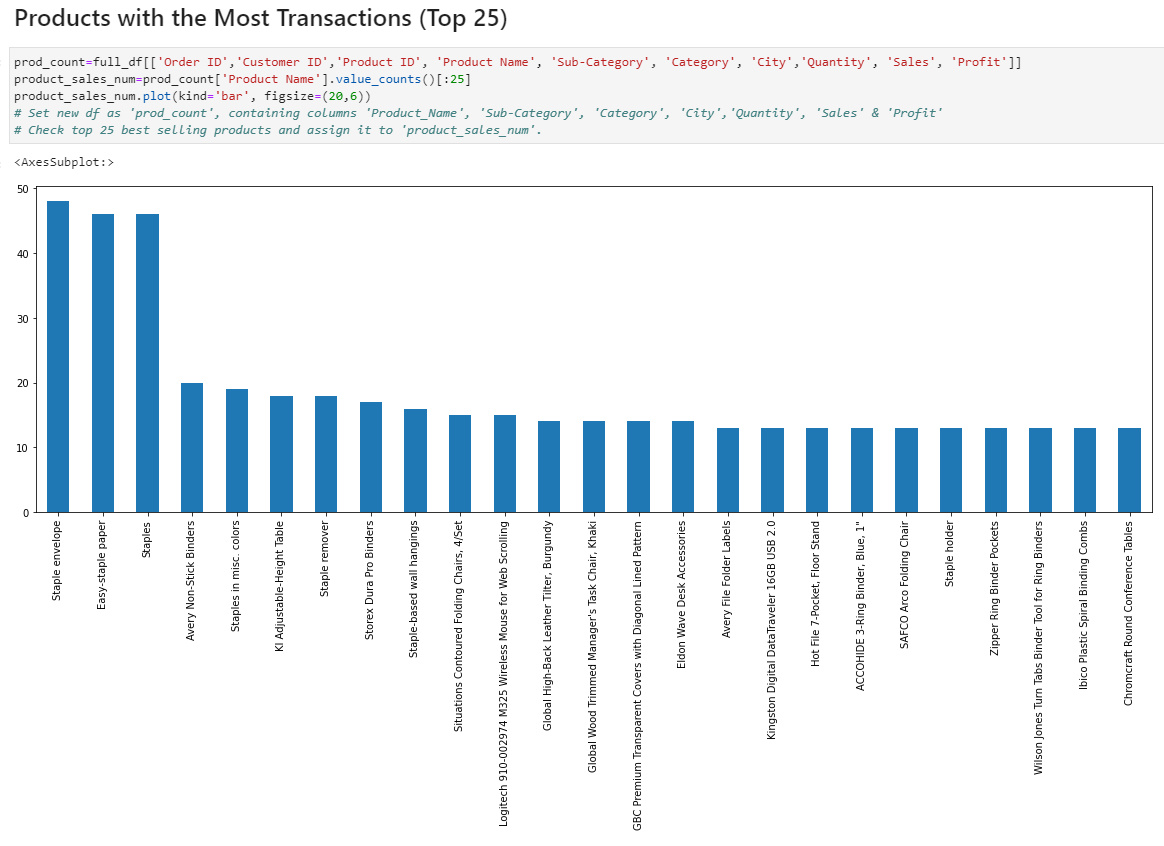 Products with the Most Transactions (Top 25)
prod_count=full_df[['Order ID','Customer ID','Product ID', 'Product Name', 'Sub-Category', 'Category', 'City','Quantity', 'Sales', 'Profit']]
product_sales_num=prod_count['Product Name'].value_counts()[:25]
product_sales_num.plot(kind='bar', figsize=(20,6))
# Set new df as 'prod_count', containing columns 'Product_Name', 'Sub-Category', 'Category', 'City','Quantity', 'Sales' & 'Profit'
# Check top 25 best selling products and assign it to 'product_sales_num'.
<AxesSubplot:>
50
40
30
20
10
0
Staple envelope
Easy-staple paper
Staples
Avery Non-Stick Binders
Staples in misc. colors
KI Adjustable-Height Table
Staple remover
Storex Dura Pro Binders
Staple-based wall hangings
Situations Contoured Folding Chairs, 4/Set
Logitech 910-002974 M325 Wireless Mouse for Web Scrolling
Global High-Back Leather Tilter, Burgundy
Global Wood Trimmed Manager's Task Chair, Khaki
GBC Premium Transparent Covers with Diagonal Lined Pattern
Eldon Wave Desk Accessories
Avery File Folder Labels
Kingston Digital DataTraveler 16GB USB 2.0
Hot File 7-Pocket, Floor Stand
ACCOHIDE 3-Ring Binder, Blue, 1"
SAFCO Arco Folding Chair
Staple holder
Zipper Ring Binder Pockets
Wilson Jones Turn Tabs Binder Tool for Ring Binders
Ibico Plastic Spiral Binding Combs
Chromcraft Round Conference Tables